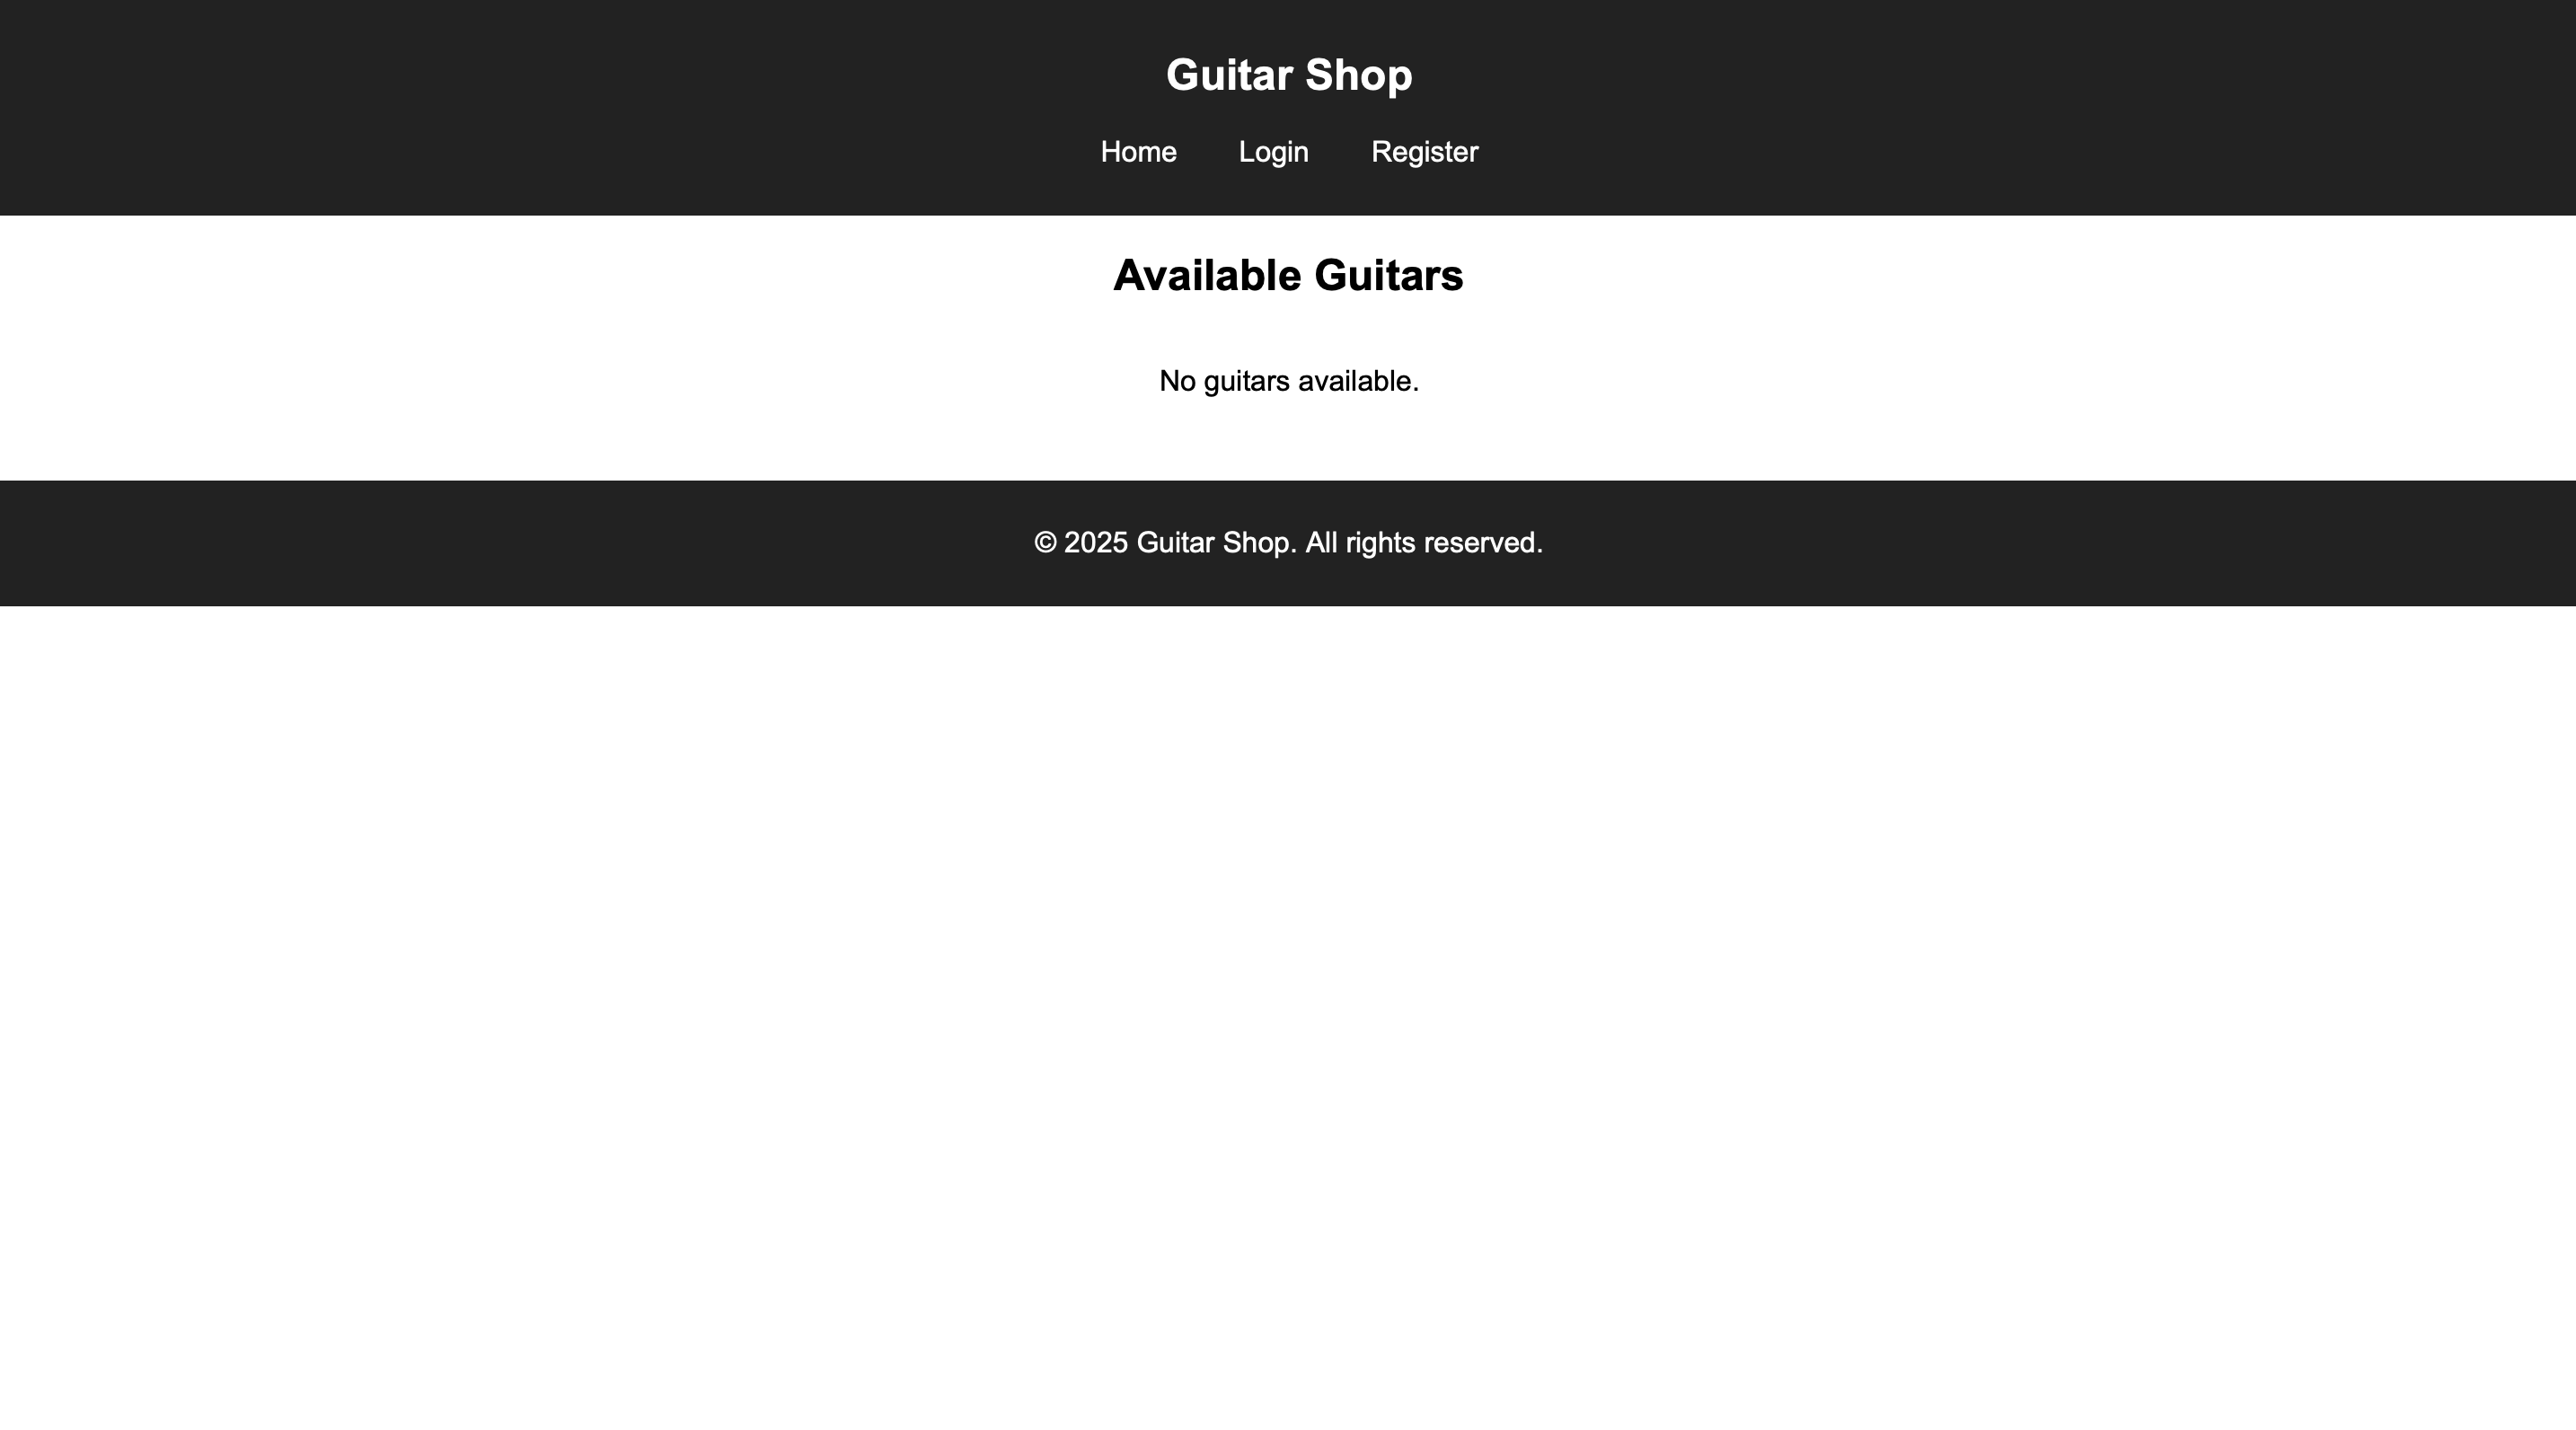 Guitar Shop
Home Login Register
Available Guitars
No guitars available.
© 2025 Guitar Shop. All rights reserved.